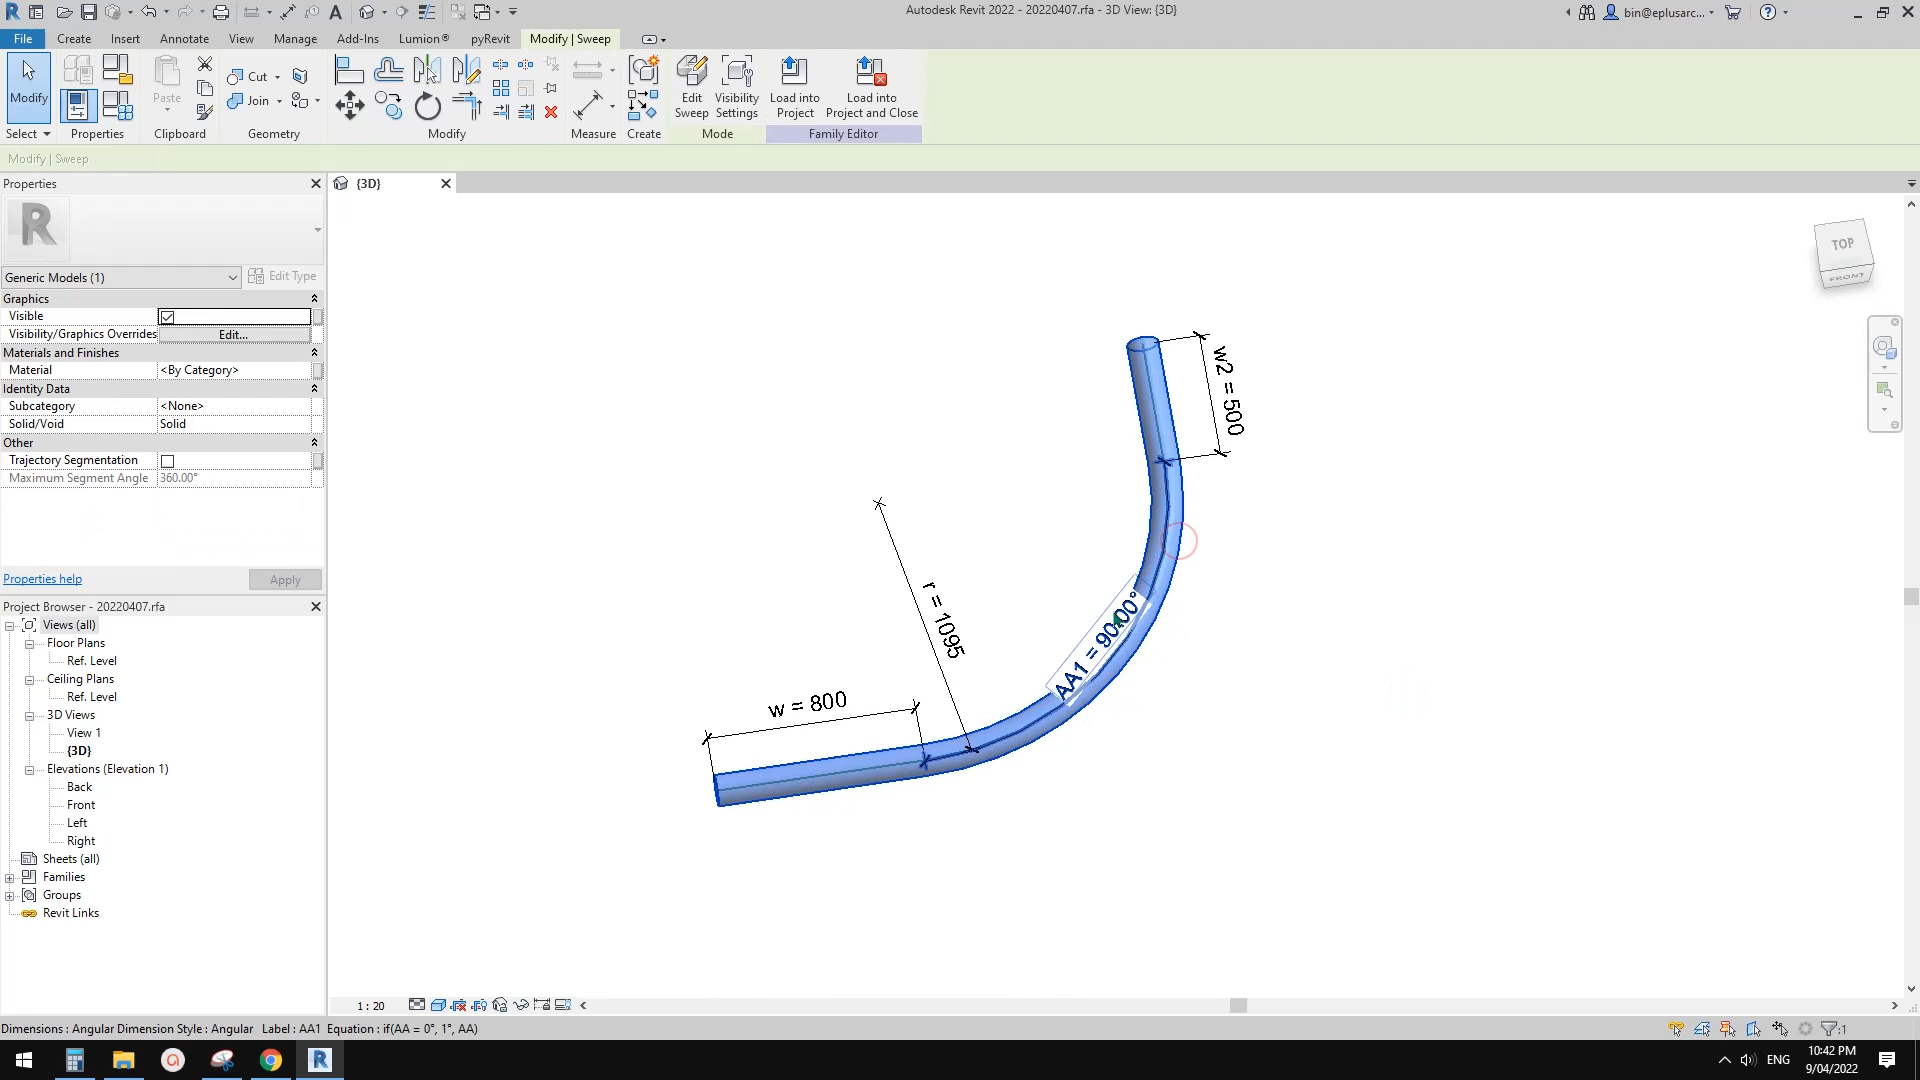 Autodesk Revit 2022 - 20220407.rfa - 3D View: {3D}
bin@eplusarc...
File
Create
Insert
Annotate
View
Manage
Add-Ins
Lumion®
pyRevit
Modify | Sweep
Modify
Paste
Cut
Join
Edit
Sweep
Visibility
Settings
Load into
Project
Load into
Project and Close
Select
Properties
Clipboard
Geometry
Modify
Measure
Create
Mode
Family Editor
Modify | Sweep
Properties
{3D}
TOP
FRONT
R
Generic Models (1)
Edit Type
Graphics
Visible
Visibility/Graphics Overrides
Edit...
Materials and Finishes
Material
<By Category>
Identity Data
Subcategory
<None>
Solid/Void
Solid
Other
Trajectory Segmentation
Maximum Segment Angle
360.00°
Properties help
Apply
w2 = 500
r = 1095
AA1 = 90.00°
w = 800
Project Browser - 20220407.rfa
Views (all)
Floor Plans
Ref. Level
Ceiling Plans
Ref. Level
3D Views
View 1
{3D}
Elevations (Elevation 1)
Back
Front
Left
Right
Sheets (all)
Families
Groups
Revit Links
1 : 20
Dimensions : Angular Dimension Style : Angular Label : AA1 Equation : if(AA = 0°, 1°, AA)
:1
ENG
10:42 PM
9/04/2022